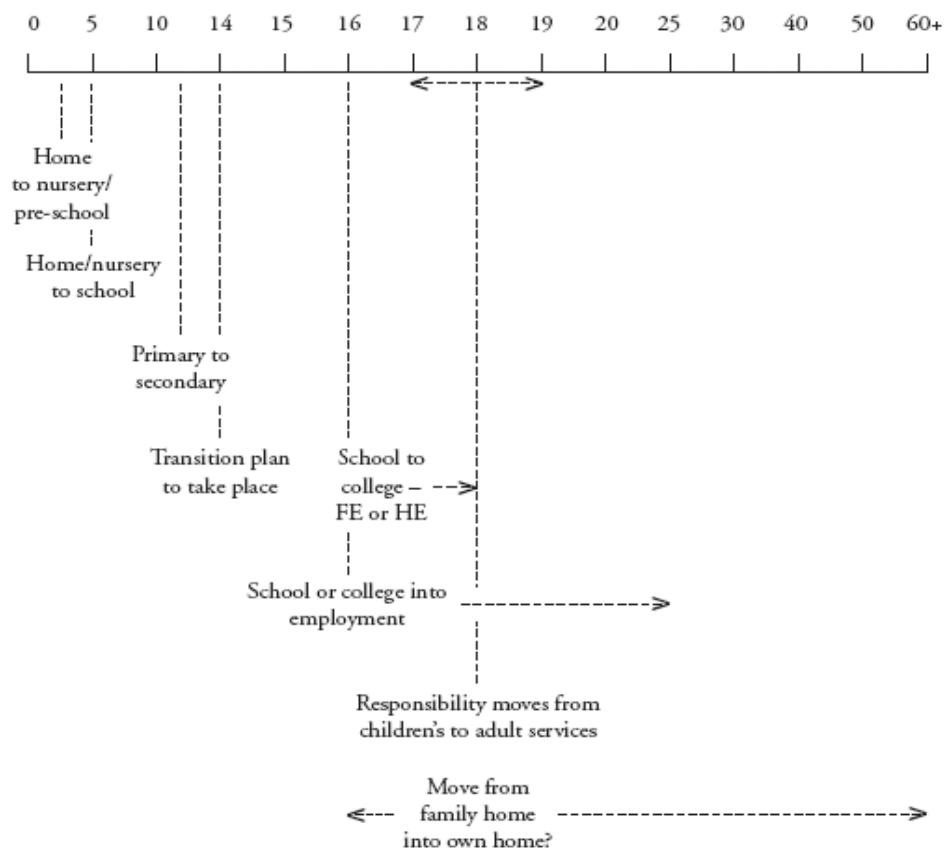 0 5 10 14 15 16 17 18 19 20 30 40 50 60+
Home
to nursery/
pre-school
Home/nursery
to school
Primary to
secondary
Transition plan
to take place
School to
college –
FE or HE
School or college into
employment
Responsibility moves from
children's to adult services
Move from
family home
into own home?